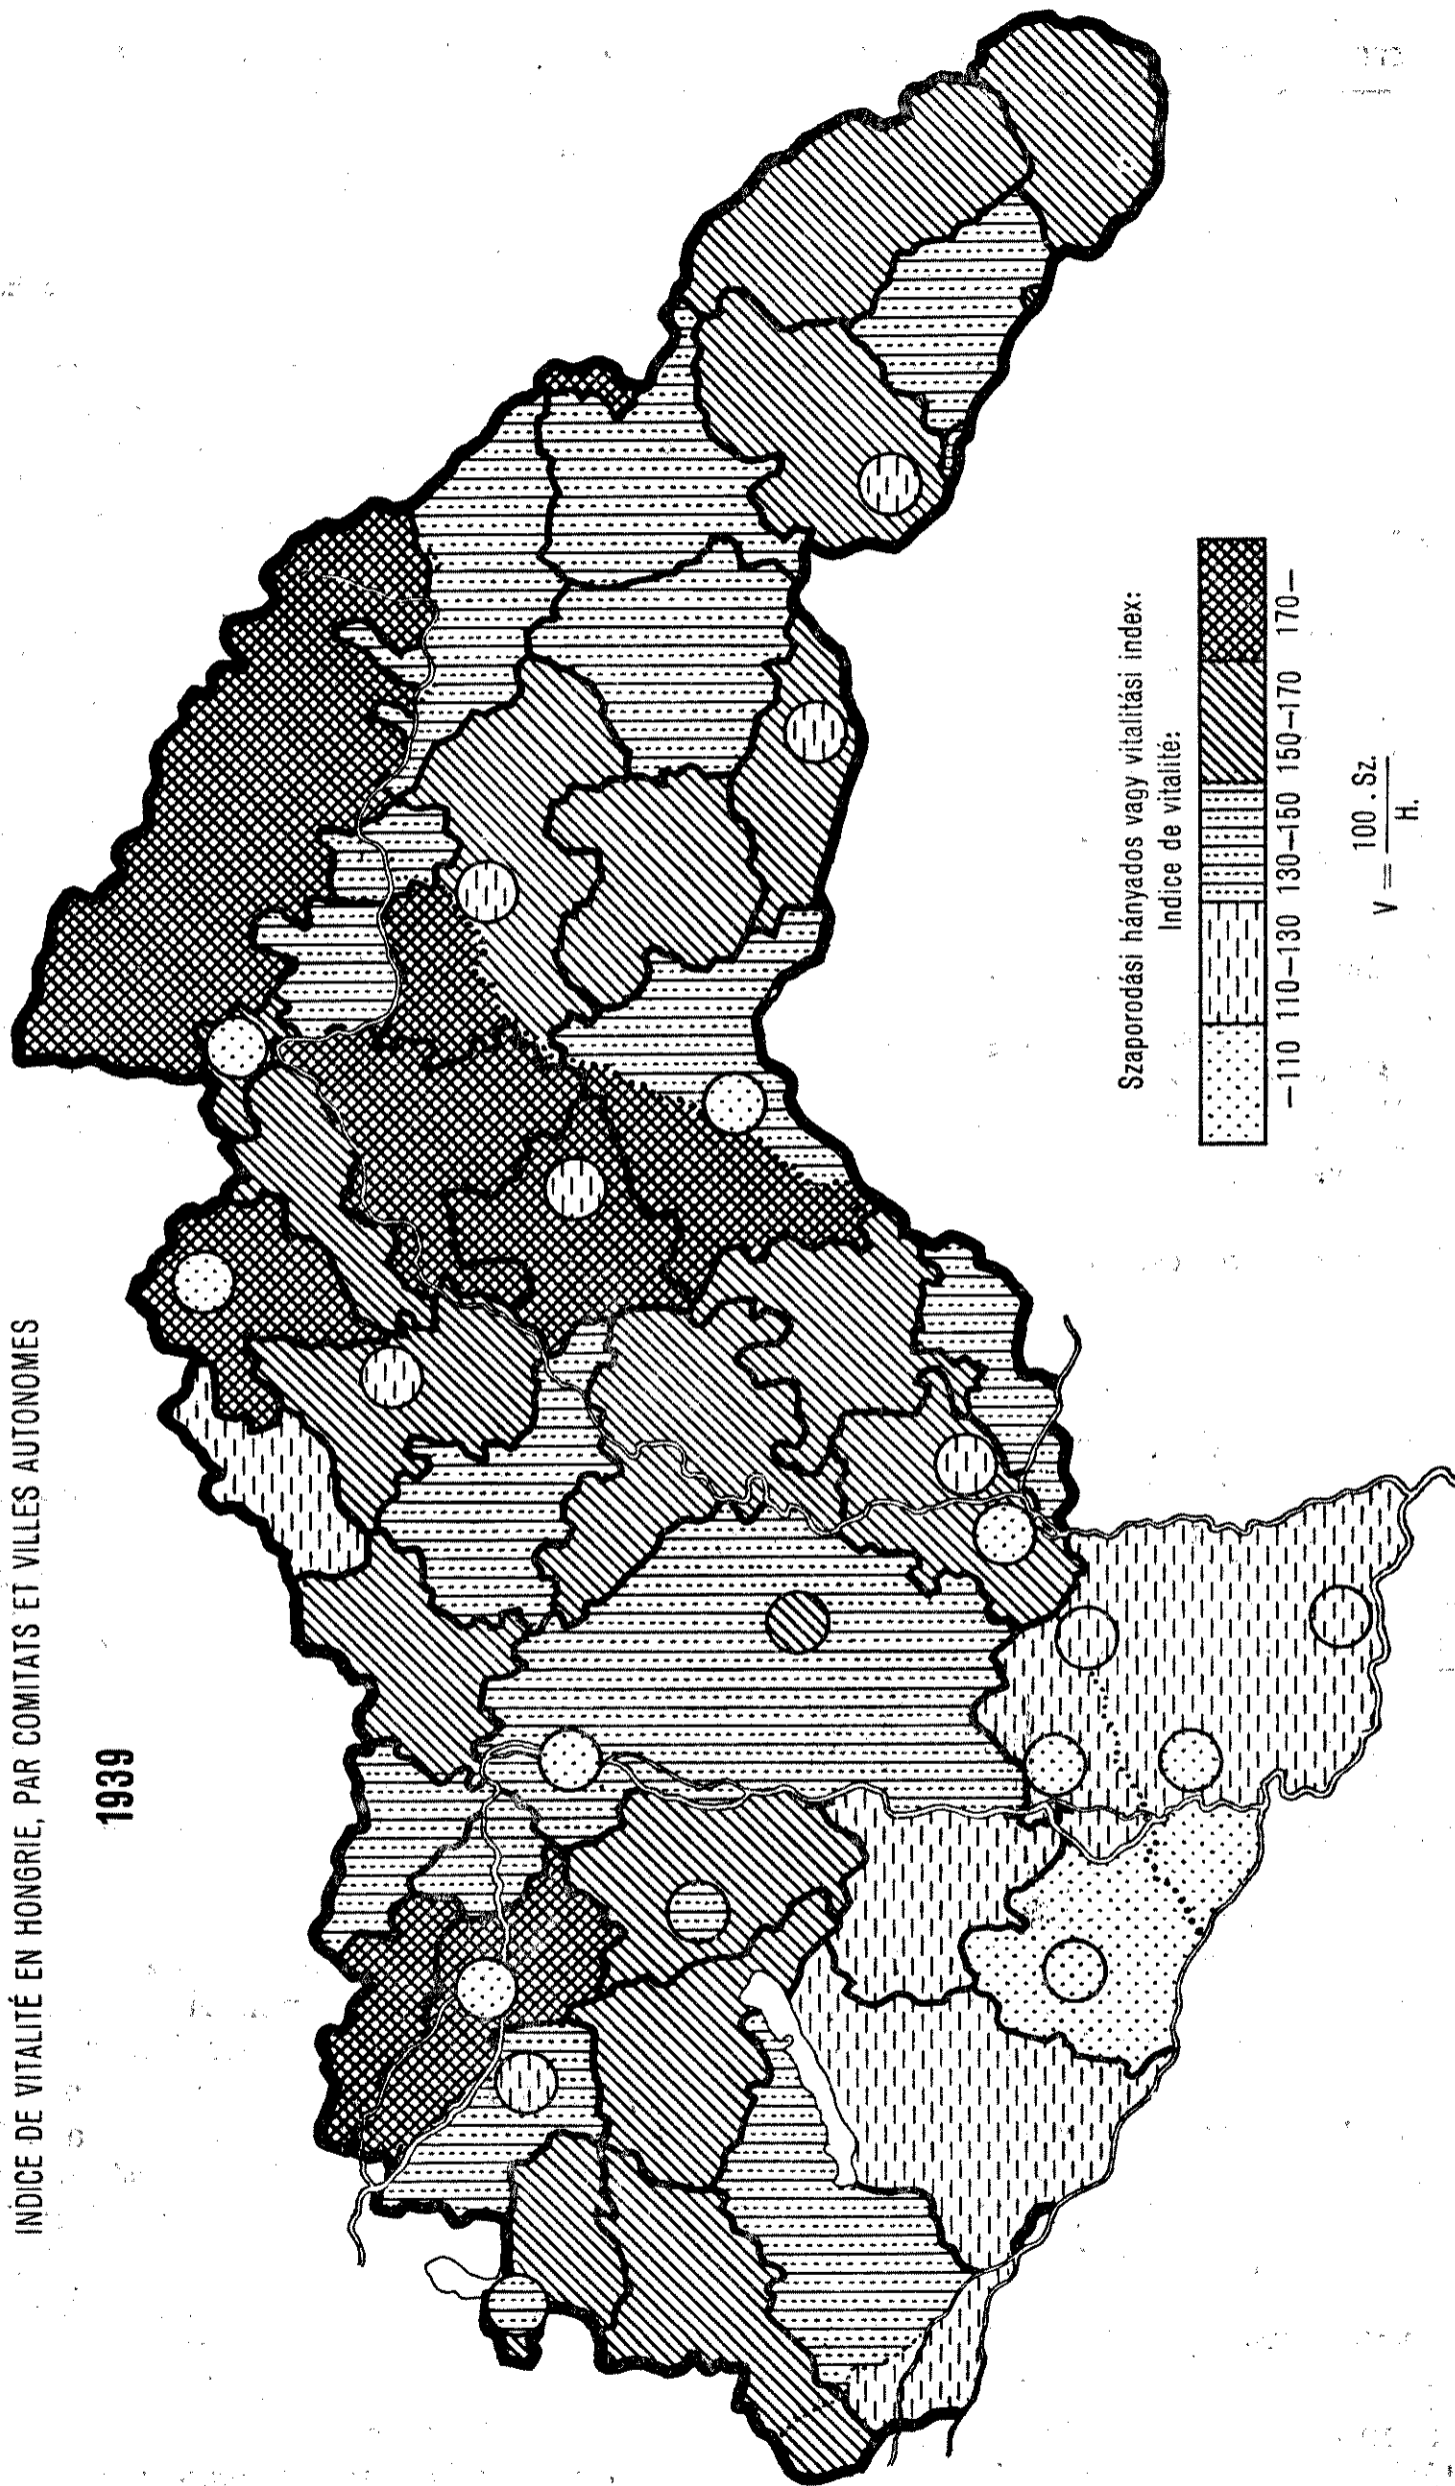 INDICE DE VITALITÉ EN HONGRIE, PAR COMITATS ET VILLES AUTONOMES
1939
Szaporodási hányados vagy vitalitási index:
Indice de vitalité:
—110 110—130 130—150 150—170 170—
V = 100 . Sz.
H.